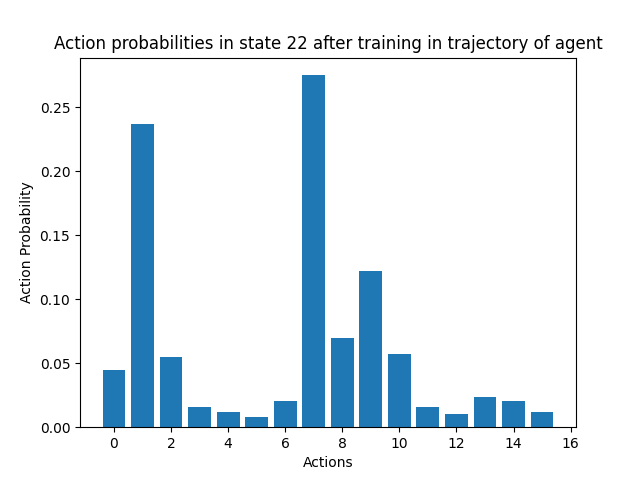 Action probabilities in state 22 after training in trajectory of agent
Action Probability
0.25
0.20
0.15
0.10
0.05
0.00
0 2 4 6 8 10 12 14 16
Actions